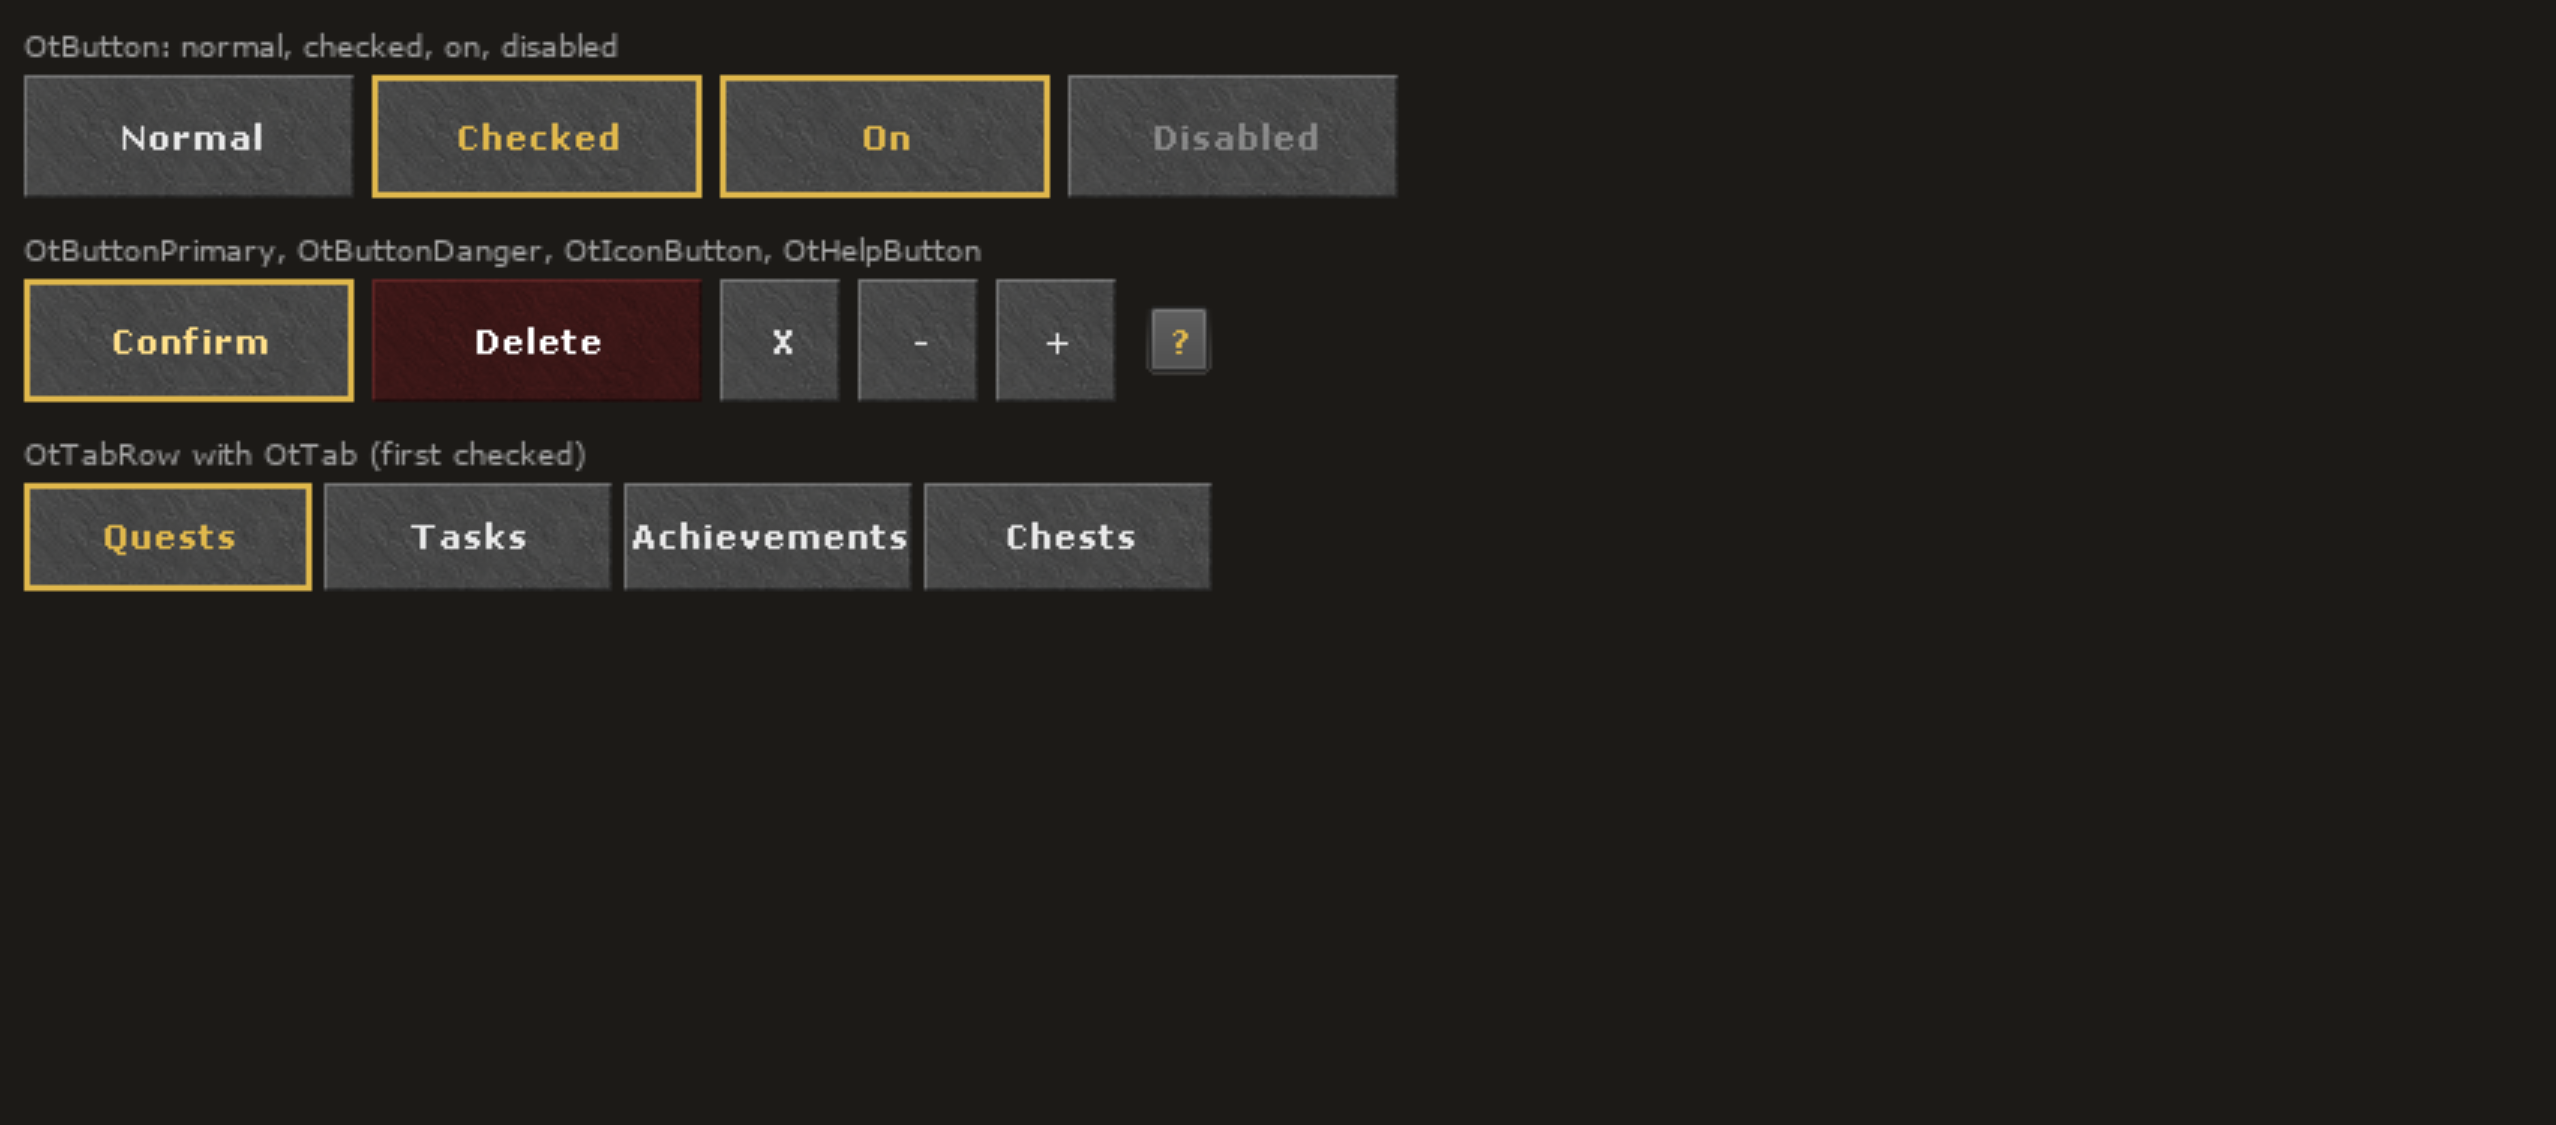 OtButton: normal, checked, on, disabled
Normal Checked On Disabled
OtButtonPrimary, OtButtonDanger, OtIconButton, OtHelpButton
Confirm Delete X - + ?
OtTabRow with OtTab (first checked)
Quests Tasks Achievements Chests